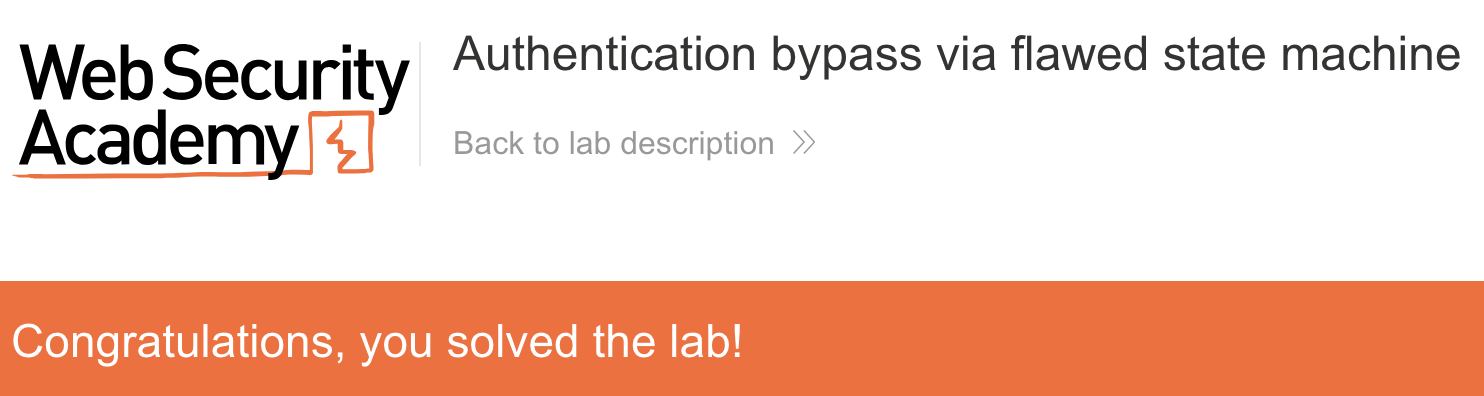 Web Security
Academy
Authentication bypass via flawed state machine
Back to lab description
Congratulations, you solved the lab!